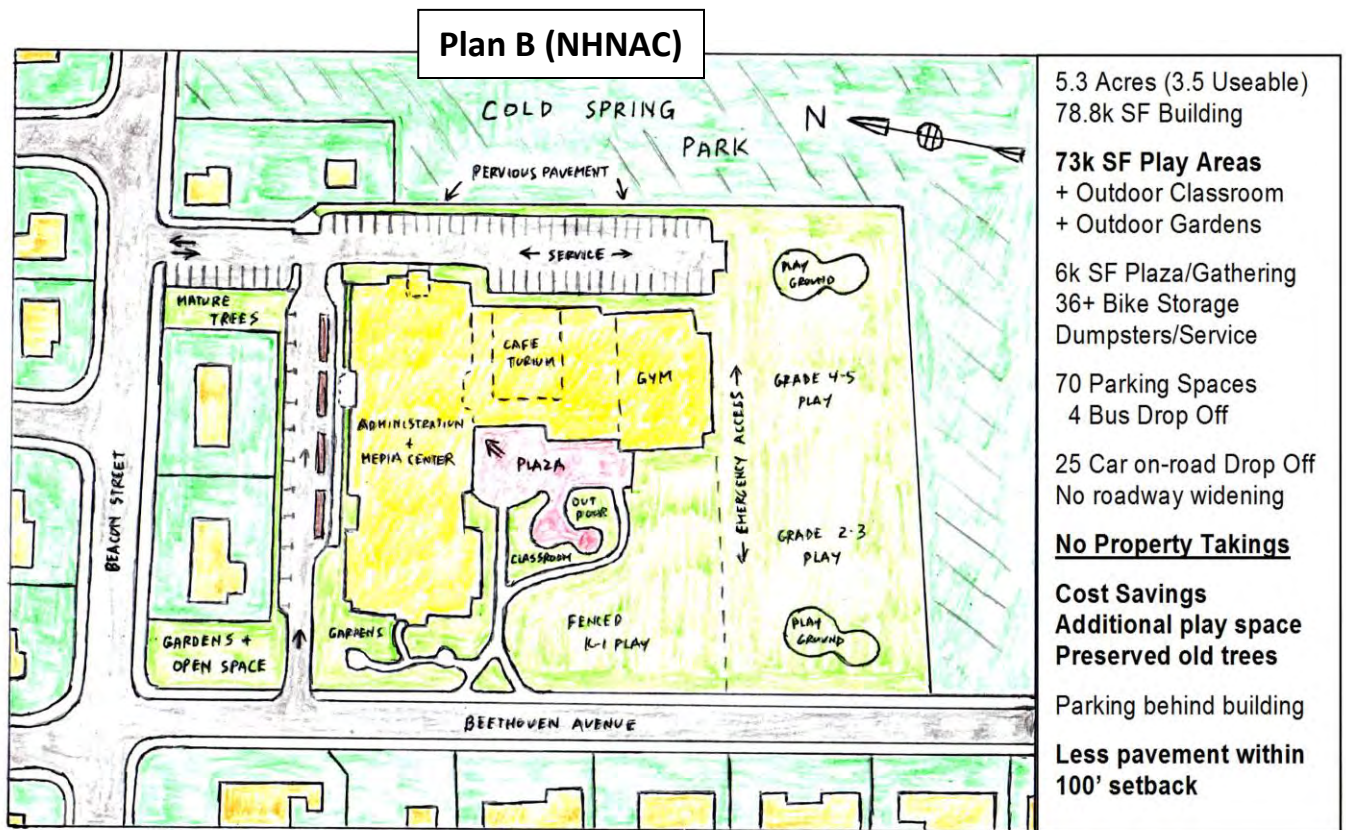 Plan B (NHNAC)
COLD SPRING
PARK
N
PERVIOUS PAVEMENT
← SERVICE →
MATURE
TREES
PLAY
GROUND
CAFE
TURIUM
GYM
GRADE 4-5
PLAY
ADMINISTRATION
+
MEDIA CENTER
PLAZA
OUT
DOOR
CLASSROOM
← EMERGENCY ACCESS →
GRADE 2-3
PLAY
BEACON STREET
GARDENS +
OPEN SPACE
GARDENS
FENCED
K-1 PLAY
PLAY
GROUND
BEETHOVEN AVENUE
5.3 Acres (3.5 Useable)
78.8k SF Building
73k SF Play Areas
+ Outdoor Classroom
+ Outdoor Gardens
6k SF Plaza/Gathering
36+ Bike Storage
Dumpsters/Service
70 Parking Spaces
4 Bus Drop Off
25 Car on-road Drop Off
No roadway widening
No Property Takings
Cost Savings
Additional play space
Preserved old trees
Parking behind building
Less pavement within
100' setback